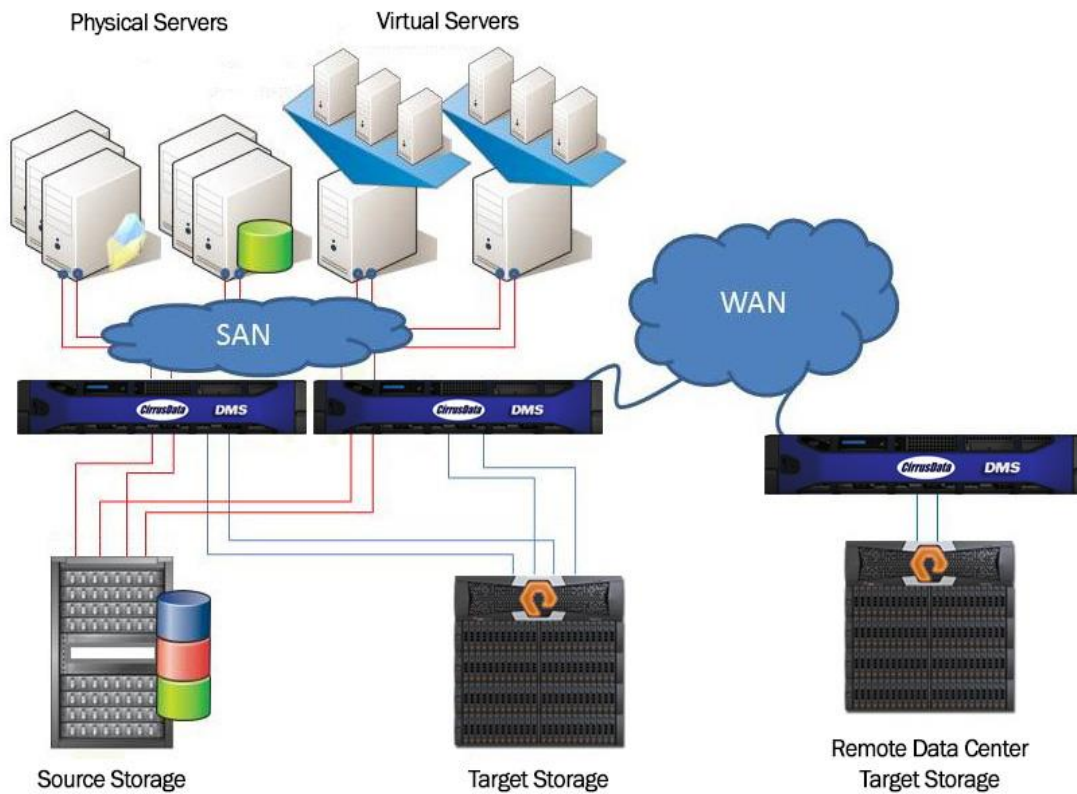 Physical Servers
Virtual Servers
SAN
WAN
CirrusData DMS
CirrusData DMS
CirrusData DMS
Source Storage
Target Storage
Remote Data Center
Target Storage